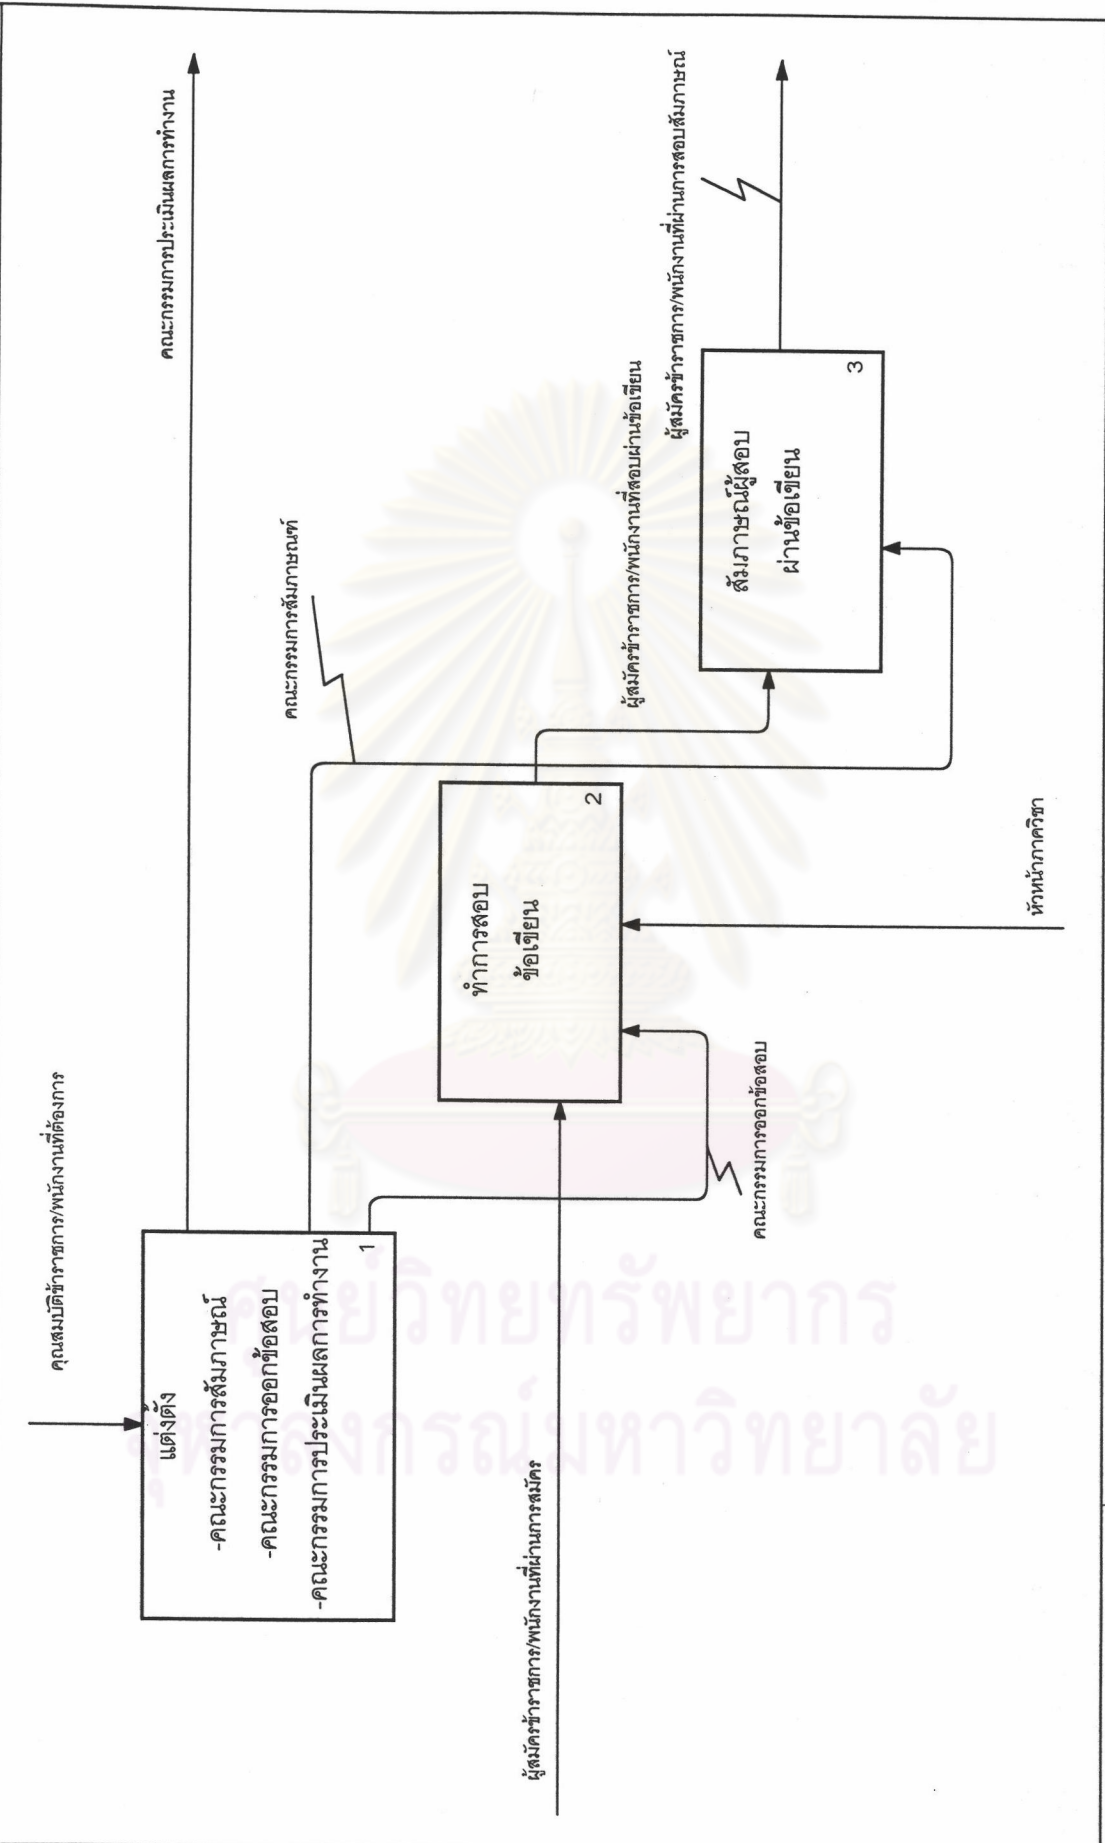 คุณสมบัติข้าราชการ/พนักงานที่ต้องการ
คณะกรรมการประเมินผลการทำงาน
แต่งตั้ง
-คณะกรรมการสัมภาษณ์
-คณะกรรมการออกข้อสอบ
-คณะกรรมการประเมินผลการทำงาน
1
คณะกรรมการสัมภาษณฑ์
ผู้สมัครข้าราชการ/พนักงานที่ผ่านการสมัคร
ทำการสอบ
ข้อเขียน
2
คณะกรรมการออกข้อสอบ
หัวหน้าภาควิชา
ผู้สมัครข้าราชการ/พนักงานที่สอบผ่านข้อเขียน
สัมภาษณ์ผู้สอบ
ผ่านข้อเขียน
3
ผู้สมัครข้าราชการ/พนักงานที่ผ่านการสอบสัมภาษณ์
ศูนย์วิทยทรัพยากร
จุฬาลงกรณ์มหาวิทยาลัย